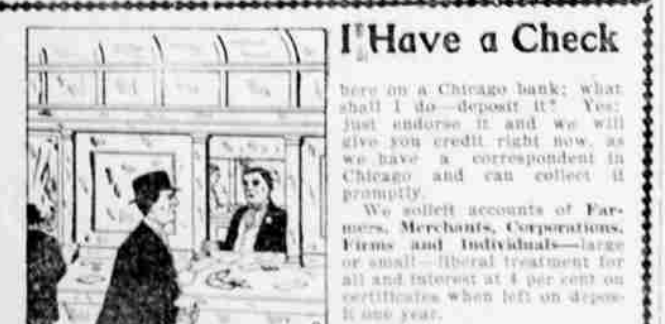 I Have a Check
here on a Chicago bank; what
shall I do—deposit it? Yes;
just endorse it and we will
give you credit right now, as
we have a correspondent in
Chicago and can collect it
promptly.
We solicit accounts of Far-
mers, Merchants, Corporations,
Firms and Individuals—large
or small—liberal treatment for
all and interest at 4 per cent on
certificates when left on depos-
it one year.